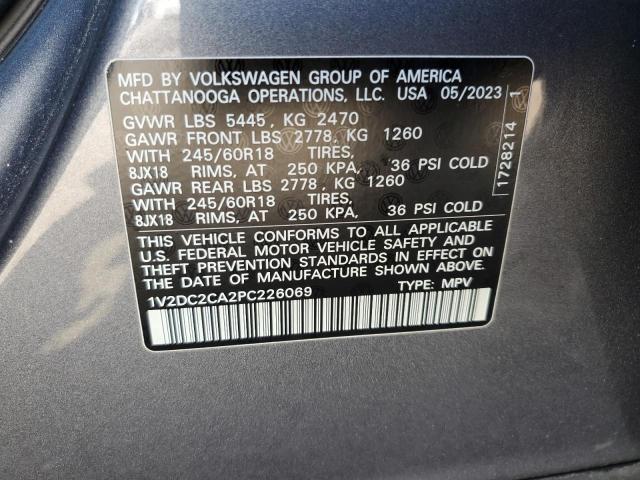 MFD BY VOLKSWAGEN GROUP OF AMERICA
CHATTANOOGA OPERATIONS, LLC. USA 05/2023
GVWR LBS 5445, KG 2470
GAWR FRONT LBS 2778, KG 1260
WITH 245/60R18 TIRES,
8JX18 RIMS, AT 250 KPA, 36 PSI COLD
GAWR REAR LBS 2778, KG 1260
WITH 245/60R18 TIRES,
8JX18 RIMS, AT 250 KPA, 36 PSI COLD
THIS VEHICLE CONFORMS TO ALL APPLICABLE
U.S. FEDERAL MOTOR VEHICLE SAFETY AND
THEFT PREVENTION STANDARDS IN EFFECT ON
THE DATE OF MANUFACTURE SHOWN ABOVE.
1V2DC2CA2PC226069 TYPE: MPV
1728214 1